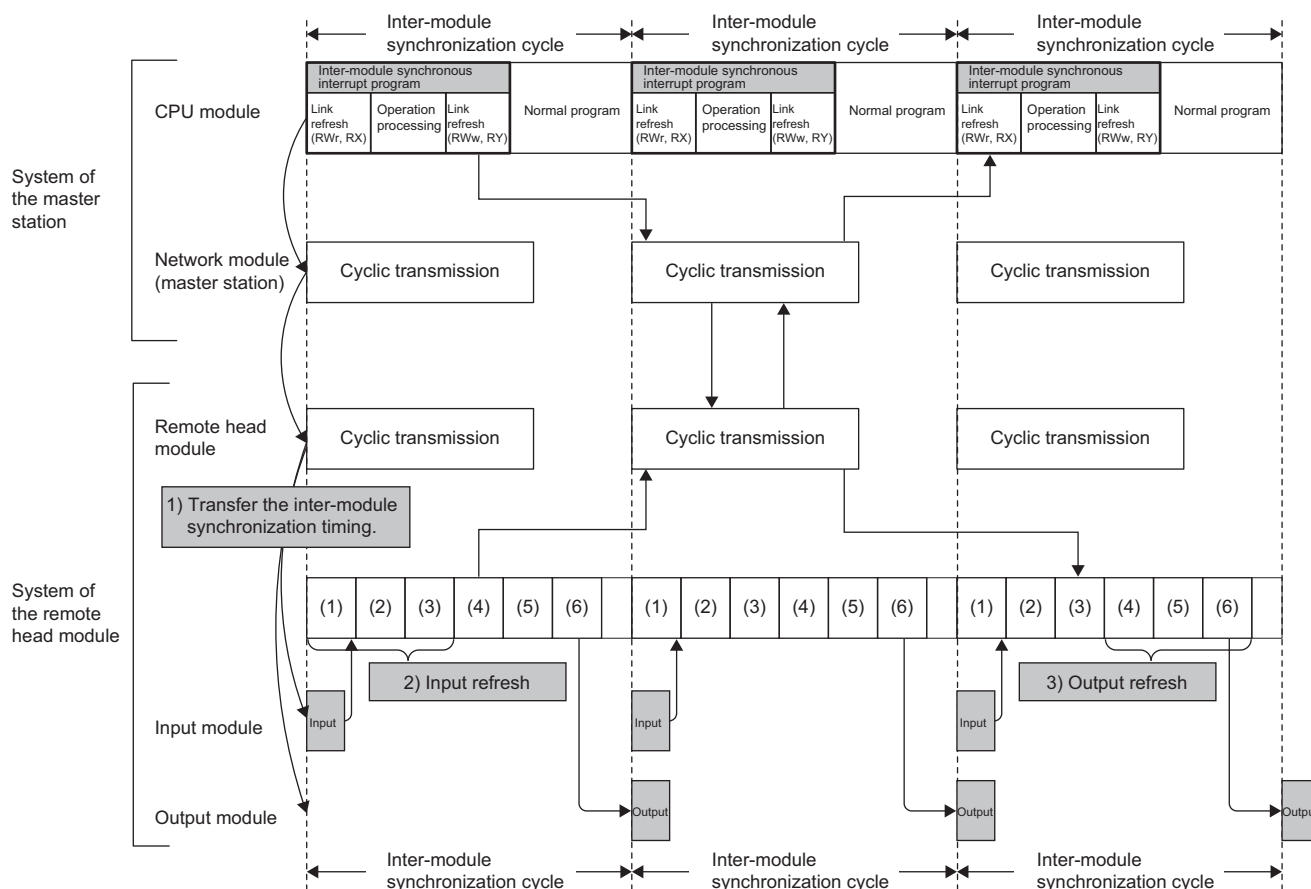 Inter-module
synchronization cycle
Inter-module
synchronization cycle
Inter-module
synchronization cycle
CPU module
Inter-module synchronous
interrupt program
Link
refresh
(RWr, RX)
Operation
processing
Link
refresh
(RWw, RY)
Normal program
Inter-module synchronous
interrupt program
Link
refresh
(RWr, RX)
Operation
processing
Link
refresh
(RWw, RY)
Normal program
Inter-module synchronous
interrupt program
Link
refresh
(RWr, RX)
Operation
processing
Link
refresh
(RWw, RY)
Normal program
System of
the master
station
Network module
(master station)
Cyclic transmission
Cyclic transmission
Cyclic transmission
Remote head
module
Cyclic transmission
Cyclic transmission
Cyclic transmission
1) Transfer the inter-module
synchronization timing.
System of
the remote
head module
(1) (2) (3) (4) (5) (6)
(1) (2) (3) (4) (5) (6)
(1) (2) (3) (4) (5) (6)
2) Input refresh
3) Output refresh
Input module
Input
Input
Input
Output module
Output
Output
Output
Inter-module
synchronization cycle
Inter-module
synchronization cycle
Inter-module
synchronization cycle